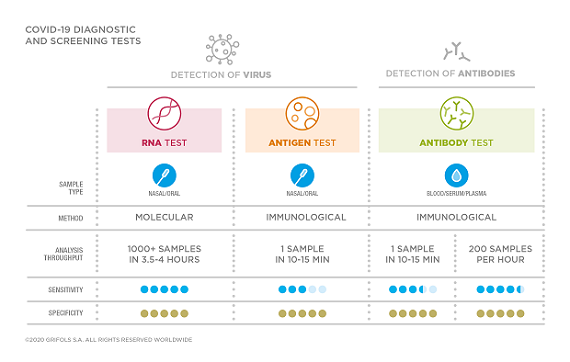 COVID-19 DIAGNOSTIC
AND SCREENING TESTS
DETECTION OF VIRUS
DETECTION OF ANTIBODIES
RNA TEST
ANTIGEN TEST
ANTIBODY TEST
SAMPLE
TYPE
NASAL/ORAL
NASAL/ORAL
BLOOD/SERUM/PLASMA
METHOD
MOLECULAR
IMMUNOLOGICAL
IMMUNOLOGICAL
ANALYSIS
THROUGHPUT
1000+ SAMPLES
IN 3.5-4 HOURS
1 SAMPLE
IN 10-15 MIN
1 SAMPLE
IN 10-15 MIN
200 SAMPLES
PER HOUR
SENSITIVITY
SPECIFICITY
©2020 GRIFOLS S.A. ALL RIGHTS RESERVED WORLDWIDE